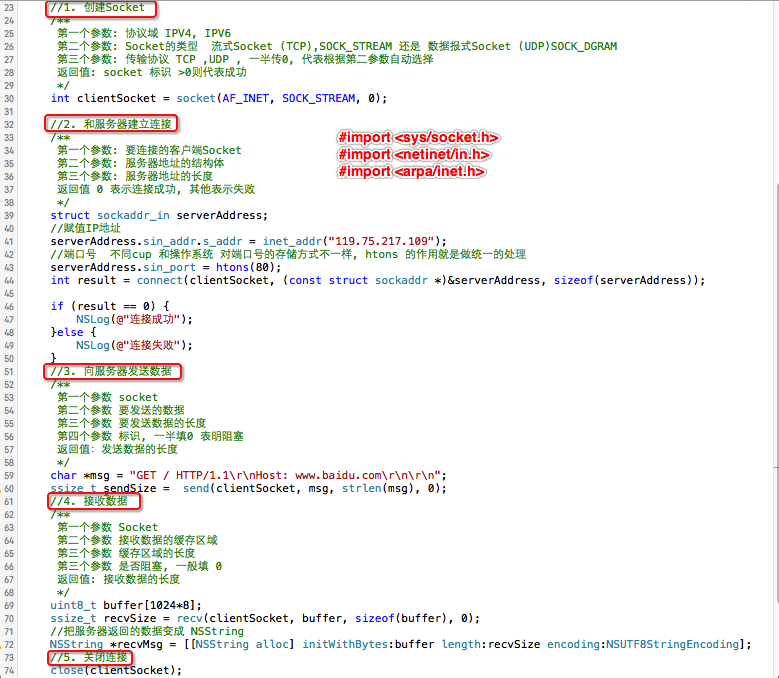 23 //1. 创建Socket
24 /**
25 第一个参数: 协议域 IPV4, IPV6
26 第二个参数: Socket的类型 流式Socket (TCP),SOCK_STREAM 还是 数据报式Socket (UDP)SOCK_DGRAM
27 第三个参数: 传输协议 TCP ,UDP , 一半传0, 代表根据第二参数自动选择
28 返回值: socket 标识 >0则代表成功
29 */
30 int clientSocket = socket(AF_INET, SOCK_STREAM, 0);
31
32 //2. 和服务器建立连接
33 /**
#import <sys/socket.h>
34 第一个参数: 要连接的客户端Socket
#import <netinet/in.h>
35 第二个参数: 服务器地址的结构体
#import <arpa/inet.h>
36 第三个参数: 服务器地址的长度
37 返回值 0 表示连接成功, 其他表示失败
38 */
39 struct sockaddr_in serverAddress;
40 //赋值IP地址
41 serverAddress.sin_addr.s_addr = inet_addr("119.75.217.109");
42 //端口号 不同cup 和操作系统 对端口号的存储方式不一样, htons 的作用就是做统一的处理
43 serverAddress.sin_port = htons(80);
44 int result = connect(clientSocket, (const struct sockaddr *)&serverAddress, sizeof(serverAddress));
45
46 if (result == 0) {
47 NSLog(@"连接成功");
48 }else {
49 NSLog(@"连接失败");
50 }
51 //3. 向服务器发送数据
52 /**
53 第一个参数 socket
54 第二个参数 要发送的数据
55 第三个参数 要发送数据的长度
56 第四个参数 标识, 一半填0 表明阻塞
57 返回值: 发送数据的长度
58 */
59 char *msg = "GET / HTTP/1.1\r\nHost: www.baidu.com\r\n\r\n";
60 ssize_t sendSize = send(clientSocket, msg, strlen(msg), 0);
61 //4. 接收数据
62 /**
63 第一个参数 Socket
64 第二个参数 接收数据的缓存区域
65 第三个参数 缓存区域的长度
66 第三个参数 是否阻塞, 一般填 0
67 返回值: 接收数据的长度
68 */
69 uint8_t buffer[1024*8];
70 ssize_t recvSize = recv(clientSocket, buffer, sizeof(buffer), 0);
71 //把服务器返回的数据变成 NSString
72 NSString *recvMsg = [[NSString alloc] initWithBytes:buffer length:recvSize encoding:NSUTF8StringEncoding];
73 //5. 关闭连接
74 close(clientSocket);